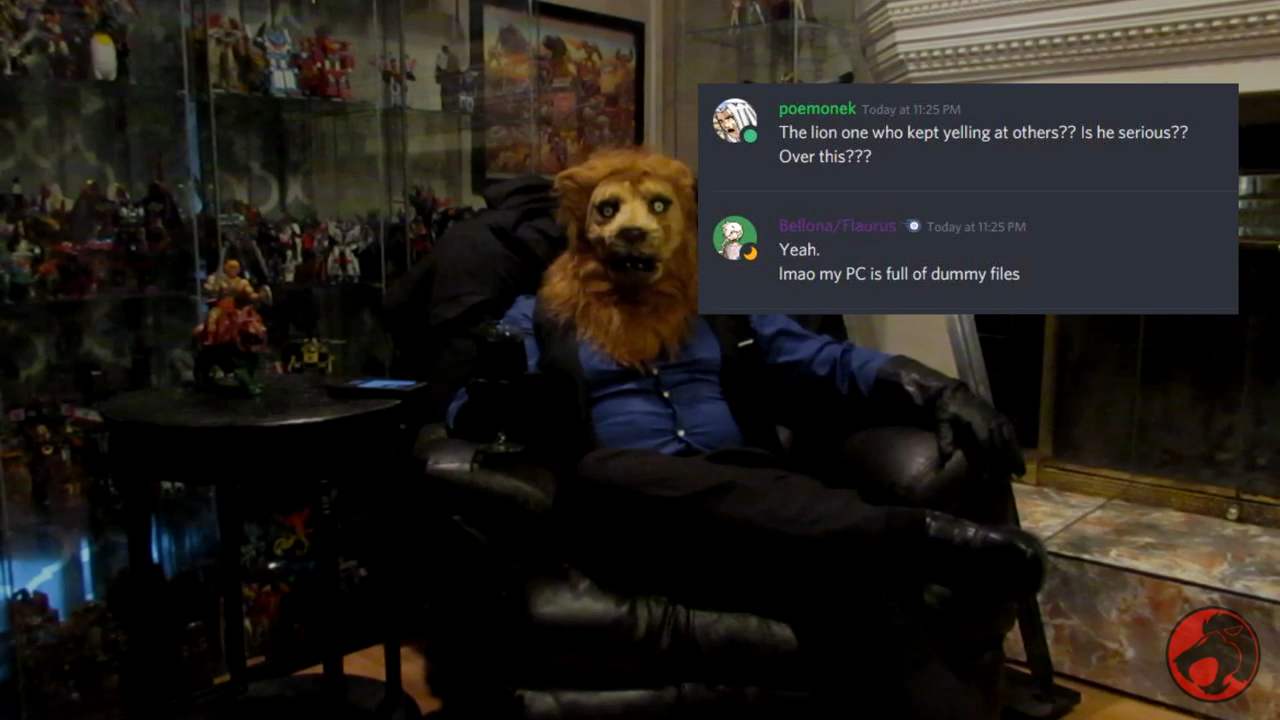 poemonek Today at 11:25 PM
The lion one who kept yelling at others?? Is he serious??
Over this???
Bellona/Flaurus Today at 11:25 PM
Yeah.
lmao my PC is full of dummy files